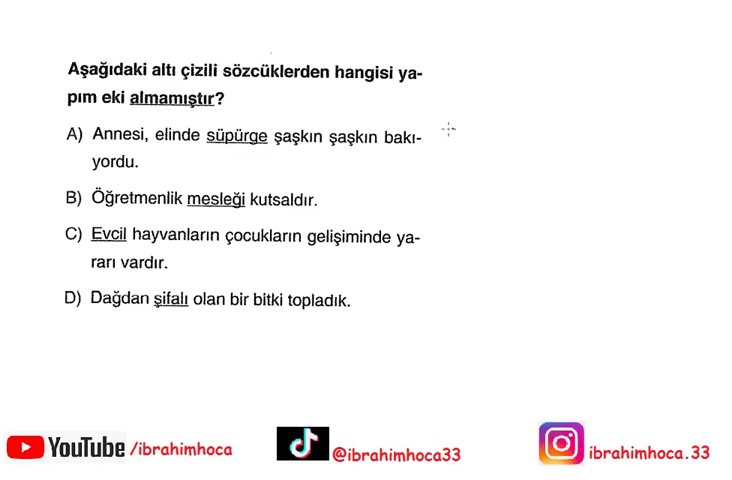 Aşağıdaki altı çizili sözcüklerden hangisi ya-
pım eki almamıştır?
A) Annesi, elinde süpürge şaşkın şaşkın bakı-
yordu.
B) Öğretmenlik mesleği kutsaldır.
C) Evcil hayvanların çocukların gelişiminde ya-
rarı vardır.
D) Dağdan şifalı olan bir bitki topladık.
YouTube /ibrahimhoca @ibrahimhoca33 ibrahimhoca.33